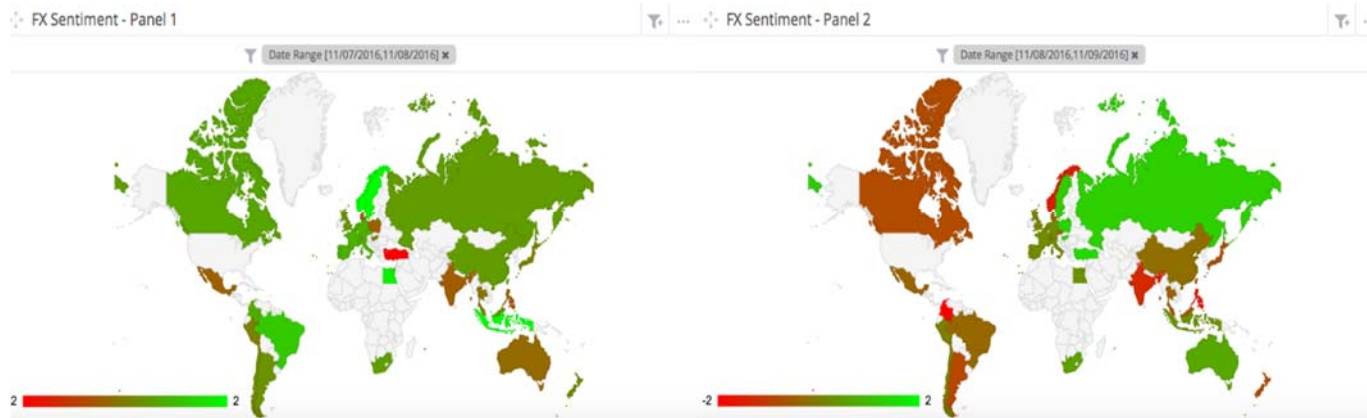 FX Sentiment - Panel 1
Date Range [11/07/2016,11/08/2016] ✖
2 2
FX Sentiment - Panel 2
Date Range [11/08/2016,11/09/2016] ✖
-2 2